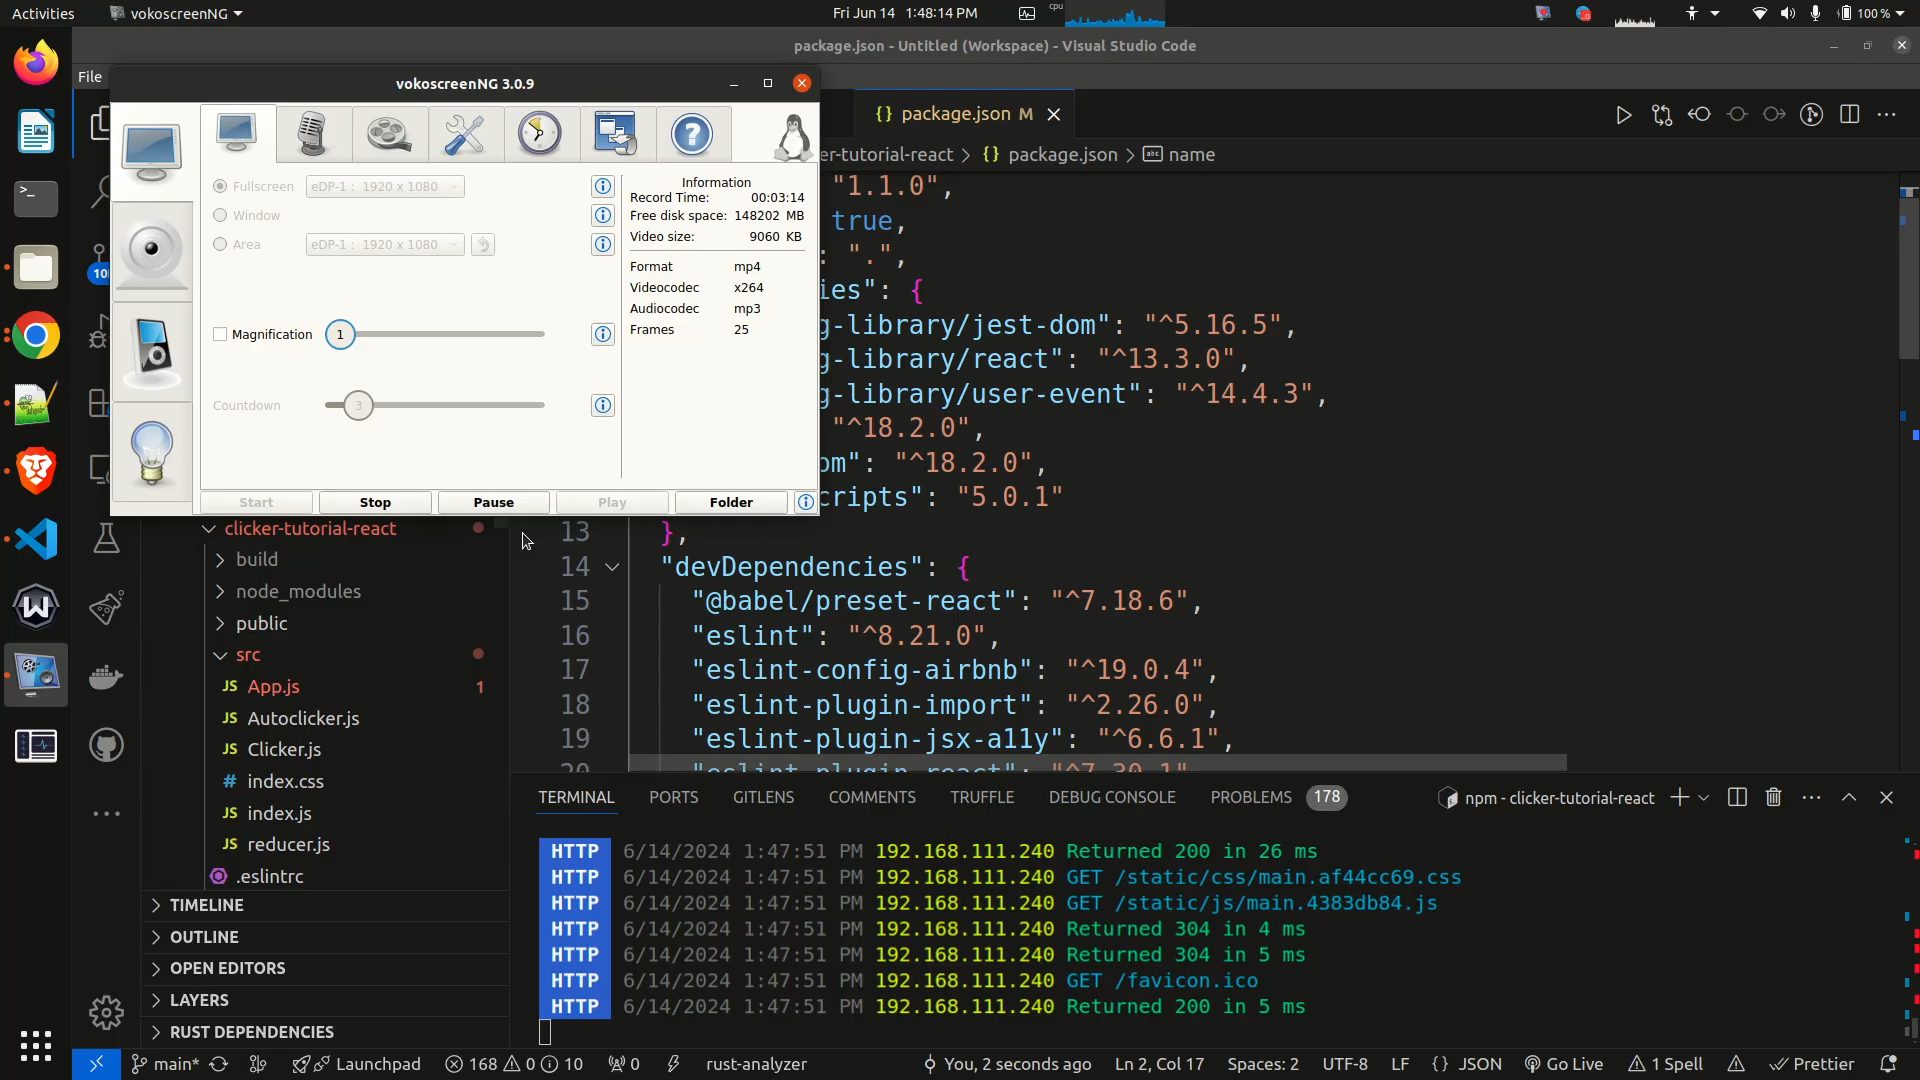 Activities
vokoscreenNG
Fri Jun 14 1:48:14 PM
cpu
100 %
package.json - Untitled (Workspace) - Visual Studio Code
File
vokoscreenNG 3.0.9
{} package.json M
er-tutorial-react > {} package.json > name
Fullscreen eDP-1 : 1920 x 1080
Window
Area eDP-1 : 1920 x 1080
Magnification 1
Countdown 3
Information
Record Time: 00:03:14
Free disk space: 148202 MB
Video size: 9060 KB
Format mp4
Videocodec x264
Audiocodec mp3
Frames 25
Start Stop Pause Play Folder
"1.1.0",
true,
: ".",
ies": {
g-library/jest-dom": "^5.16.5",
g-library/react": "^13.3.0",
g-library/user-event": "^14.4.3",
"^18.2.0",
om": "^18.2.0",
cripts": "5.0.1"
13 },
14 "devDependencies": {
15 "@babel/preset-react": "^7.18.6",
16 "eslint": "^8.21.0",
17 "eslint-config-airbnb": "^19.0.4",
18 "eslint-plugin-import": "^2.26.0",
19 "eslint-plugin-jsx-a11y": "^6.6.1",
20 "eslint-plugin-react": "^7.30.1"
clicker-tutorial-react
build
node_modules
public
src
JS App.js 1
JS Autoclicker.js
JS Clicker.js
# index.css
JS index.js
JS reducer.js
.eslintrc
TIMELINE
OUTLINE
OPEN EDITORS
LAYERS
RUST DEPENDENCIES
TERMINAL PORTS GITLENS COMMENTS TRUFFLE DEBUG CONSOLE PROBLEMS 178
npm - clicker-tutorial-react
HTTP 6/14/2024 1:47:51 PM 192.168.111.240 Returned 200 in 26 ms
HTTP 6/14/2024 1:47:51 PM 192.168.111.240 GET /static/css/main.af44cc69.css
HTTP 6/14/2024 1:47:51 PM 192.168.111.240 GET /static/js/main.4383db84.js
HTTP 6/14/2024 1:47:51 PM 192.168.111.240 Returned 304 in 4 ms
HTTP 6/14/2024 1:47:51 PM 192.168.111.240 Returned 304 in 5 ms
HTTP 6/14/2024 1:47:51 PM 192.168.111.240 GET /favicon.ico
HTTP 6/14/2024 1:47:51 PM 192.168.111.240 Returned 200 in 5 ms
main* Launchpad 168 0 10 0 rust-analyzer You, 2 seconds ago Ln 2, Col 17 Spaces: 2 UTF-8 LF {} JSON Go Live 1 Spell Prettier